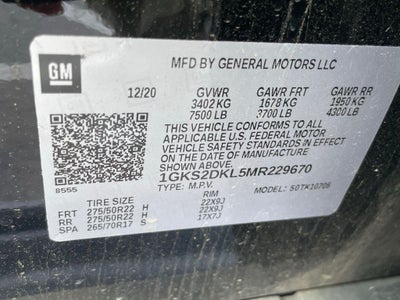 GM
MFD BY GENERAL MOTORS LLC
12/20 GVWR GAWR FRT GAWR RR
3402 KG 1678 KG 1950 KG
7500 LB 3700 LB 4300 LB
THIS VEHICLE CONFORMS TO ALL
APPLICABLE U.S. FEDERAL MOTOR
VEHICLE SAFETY STANDARDS IN EFFECT
ON THE DATE OF MANUFACTURE
SHOWN ABOVE.
1GKS2DKL5MR229670
TYPE: M.P.V. MODEL: S0TK10706
8555
TIRE SIZE RIM
FRT 275/50R22 H 22X9J
RR 275/50R22 H 22X9J
SPA 265/70R17 S 17X7J